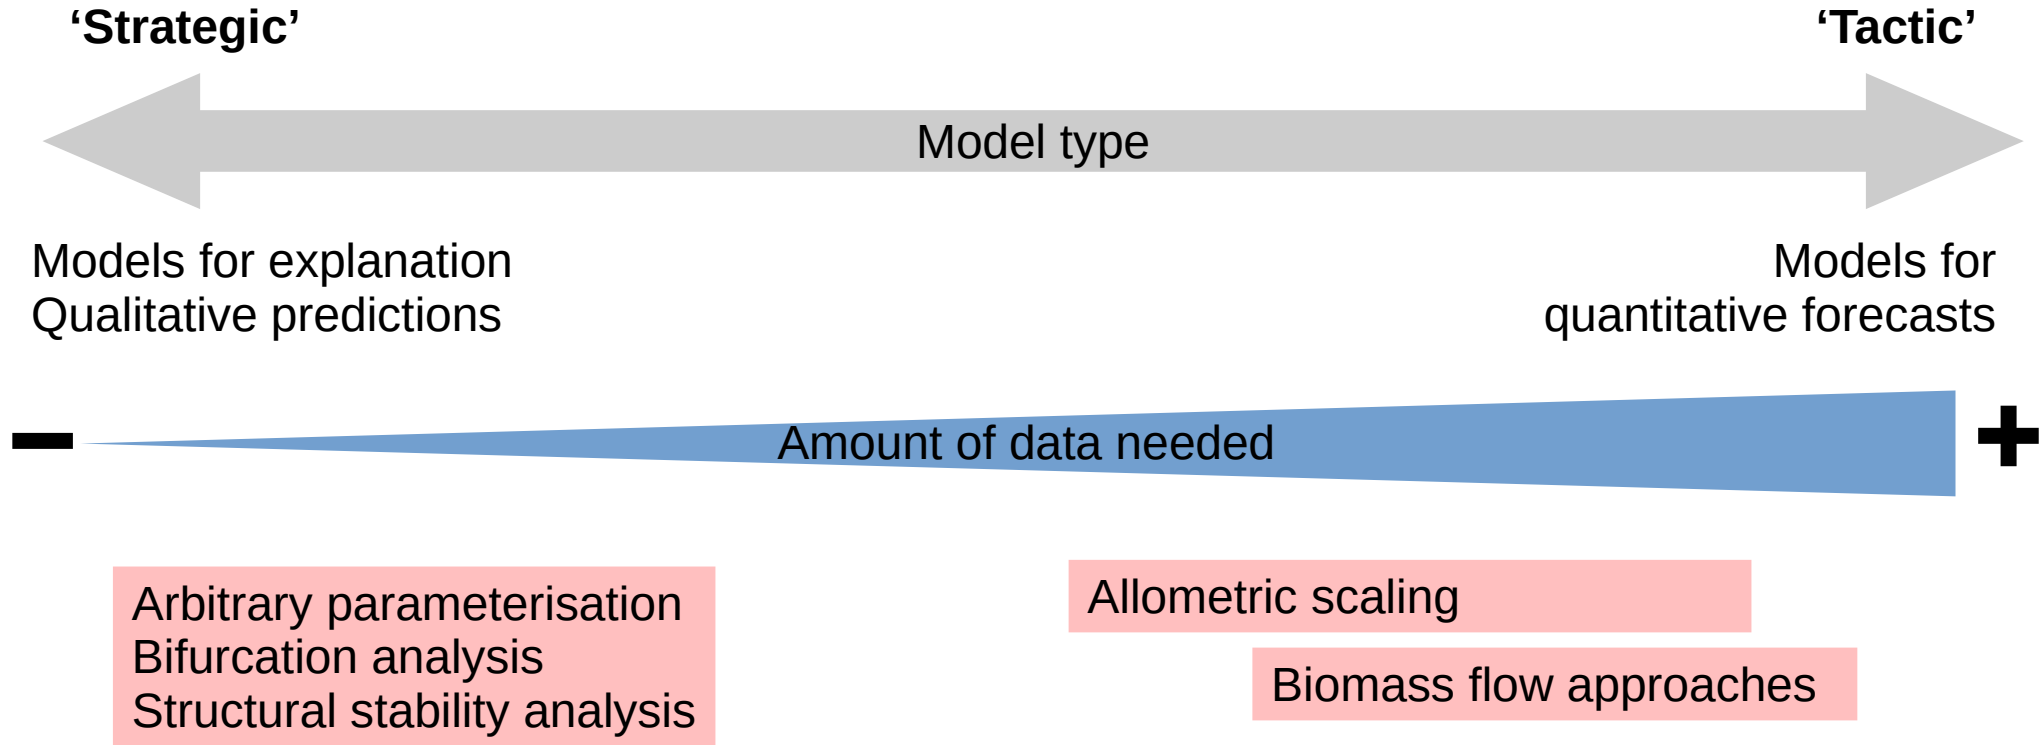 ‘Strategic’
‘Tactic’
Model type
Models for explanation
Qualitative predictions
Models for
quantitative forecasts
Amount of data needed
Arbitrary parameterisation
Bifurcation analysis
Structural stability analysis
Allometric scaling
Biomass flow approaches